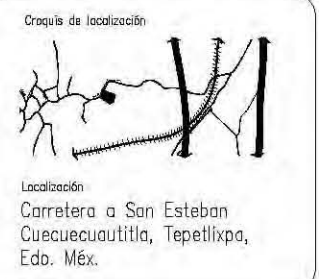 Croquis de localización
Localización
Carretera a San Esteban
Cuecuecuautitla, Tepetlixpa,
Edo. Méx.